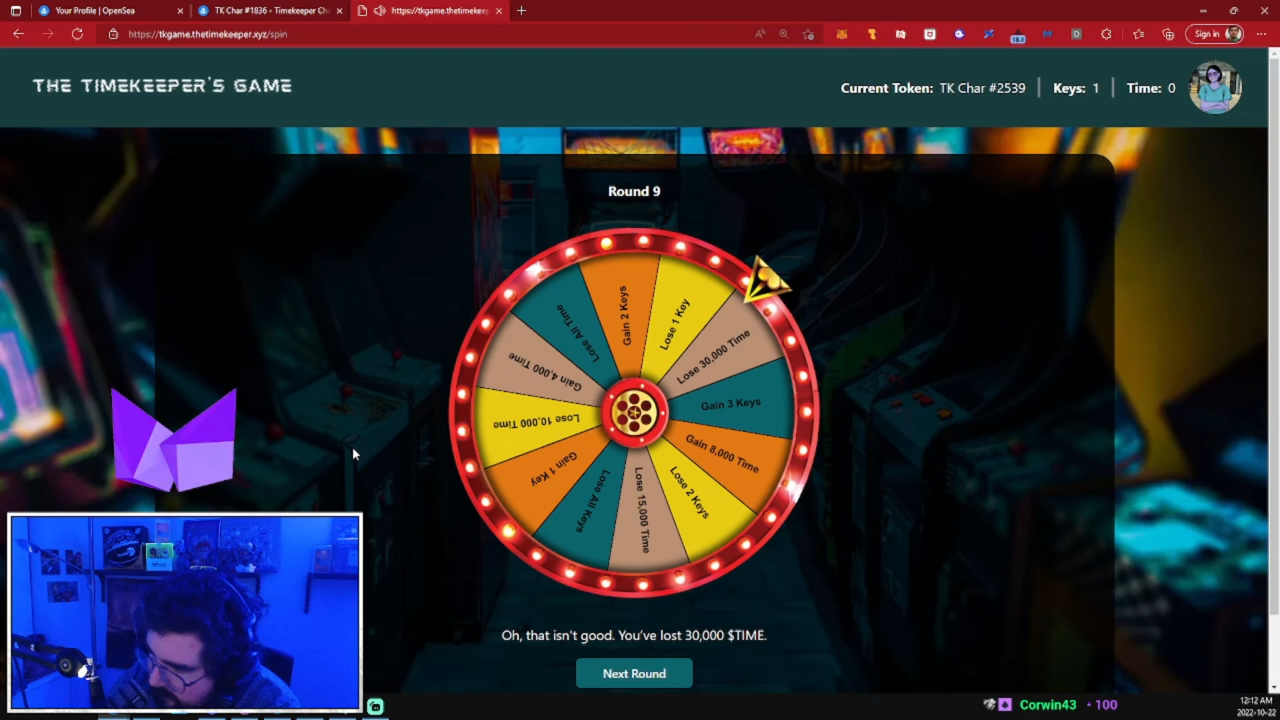 Your Profile | OpenSea
TK Char #1836 • Timekeeper Ch
https://tkgame.thetimekeepe
https://tkgame.thetimekeeper.xyz/spin
Sign in
THE TIMEKEEPER'S GAME
Current Token: TK Char #2539
Keys: 1
Time: 0
Round 9
Gain 2 Keys
Lose 1 Key
Lose 30,000 Time
Gain 3 Keys
Gain 8,000 Time
Lose 2 Keys
Lose 15,000 Time
Lose All Keys
Gain 1 Key
Lose 10,000 Time
Gain 4,000 Time
Lose All Time
Oh, that isn't good. You've lost 30,000 $TIME.
Next Round
Corwin43 • 100
12:12 AM
2022-10-22